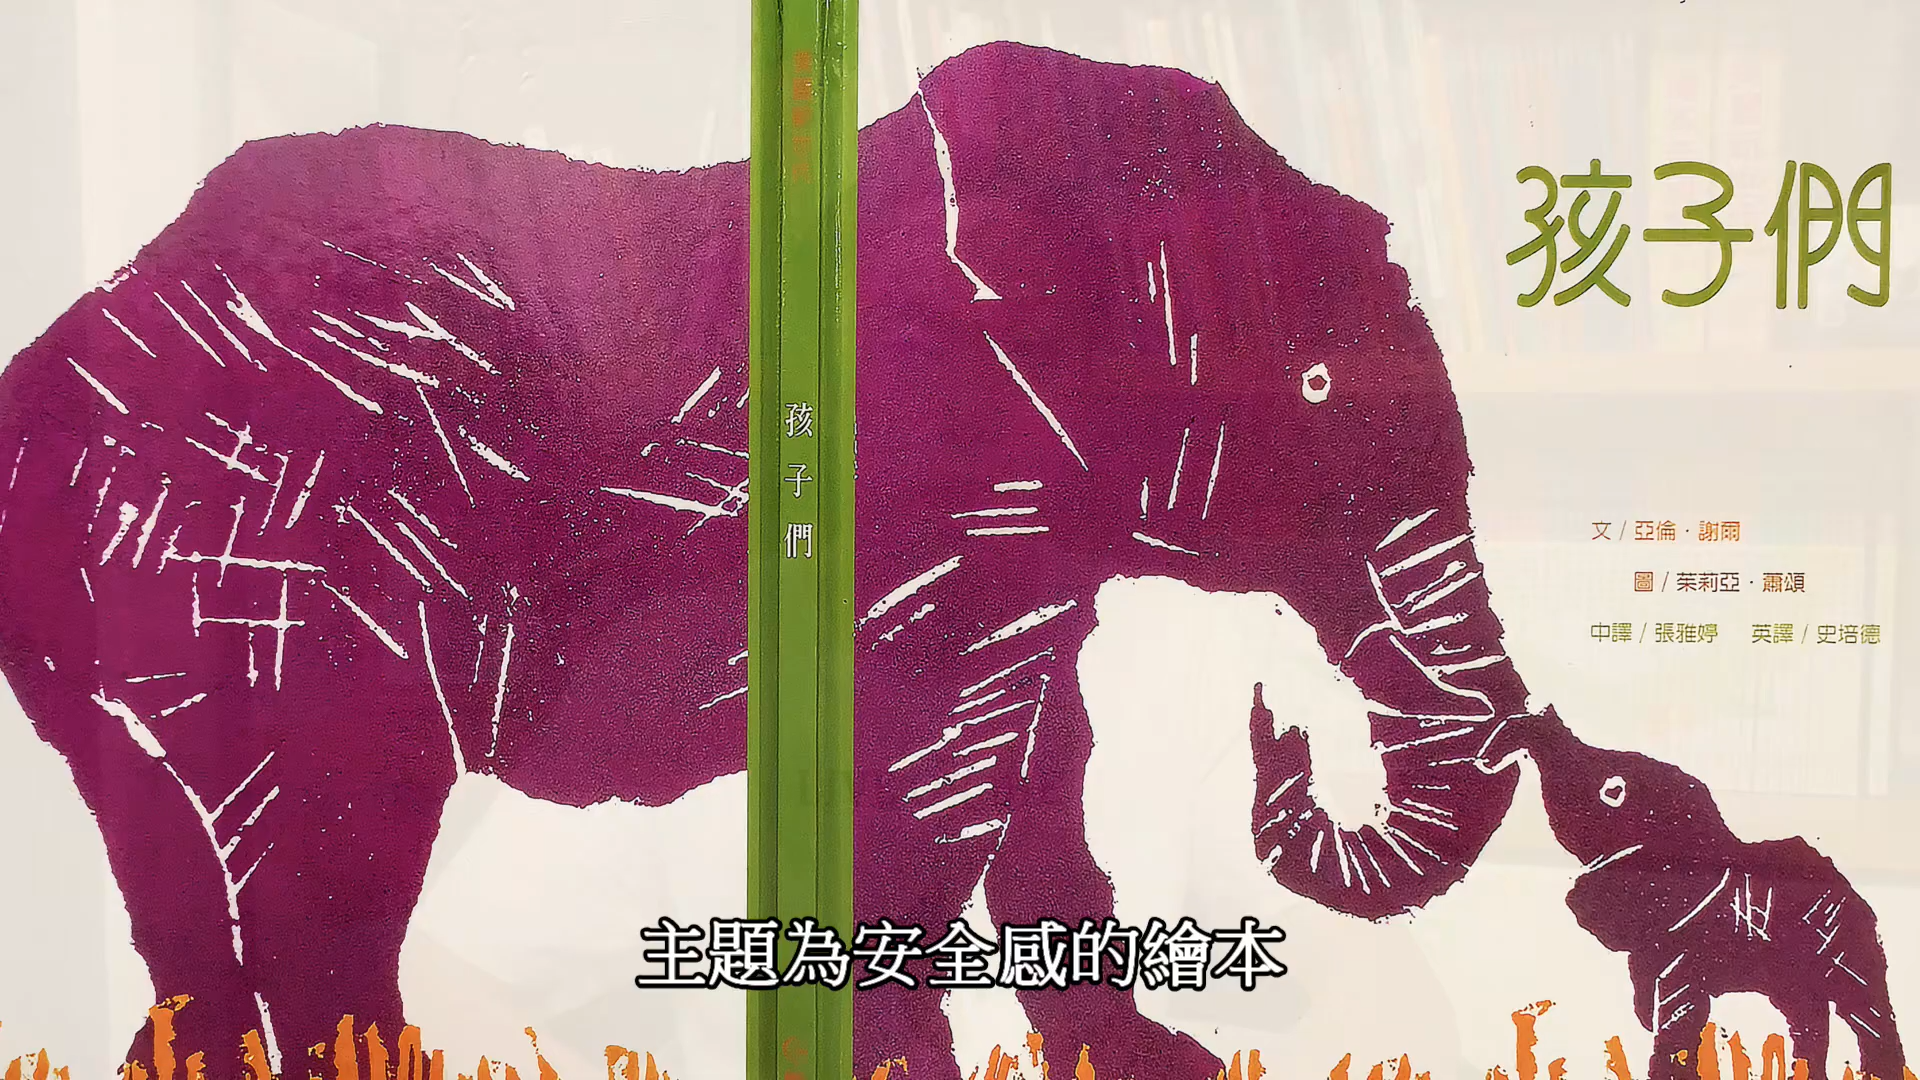 孩子們
孩子們
文 / 亞倫·謝爾
圖 / 茱莉亞·蕭頌
中譯 / 張雅婷 英譯 / 史培德
主題為安全感的繪本